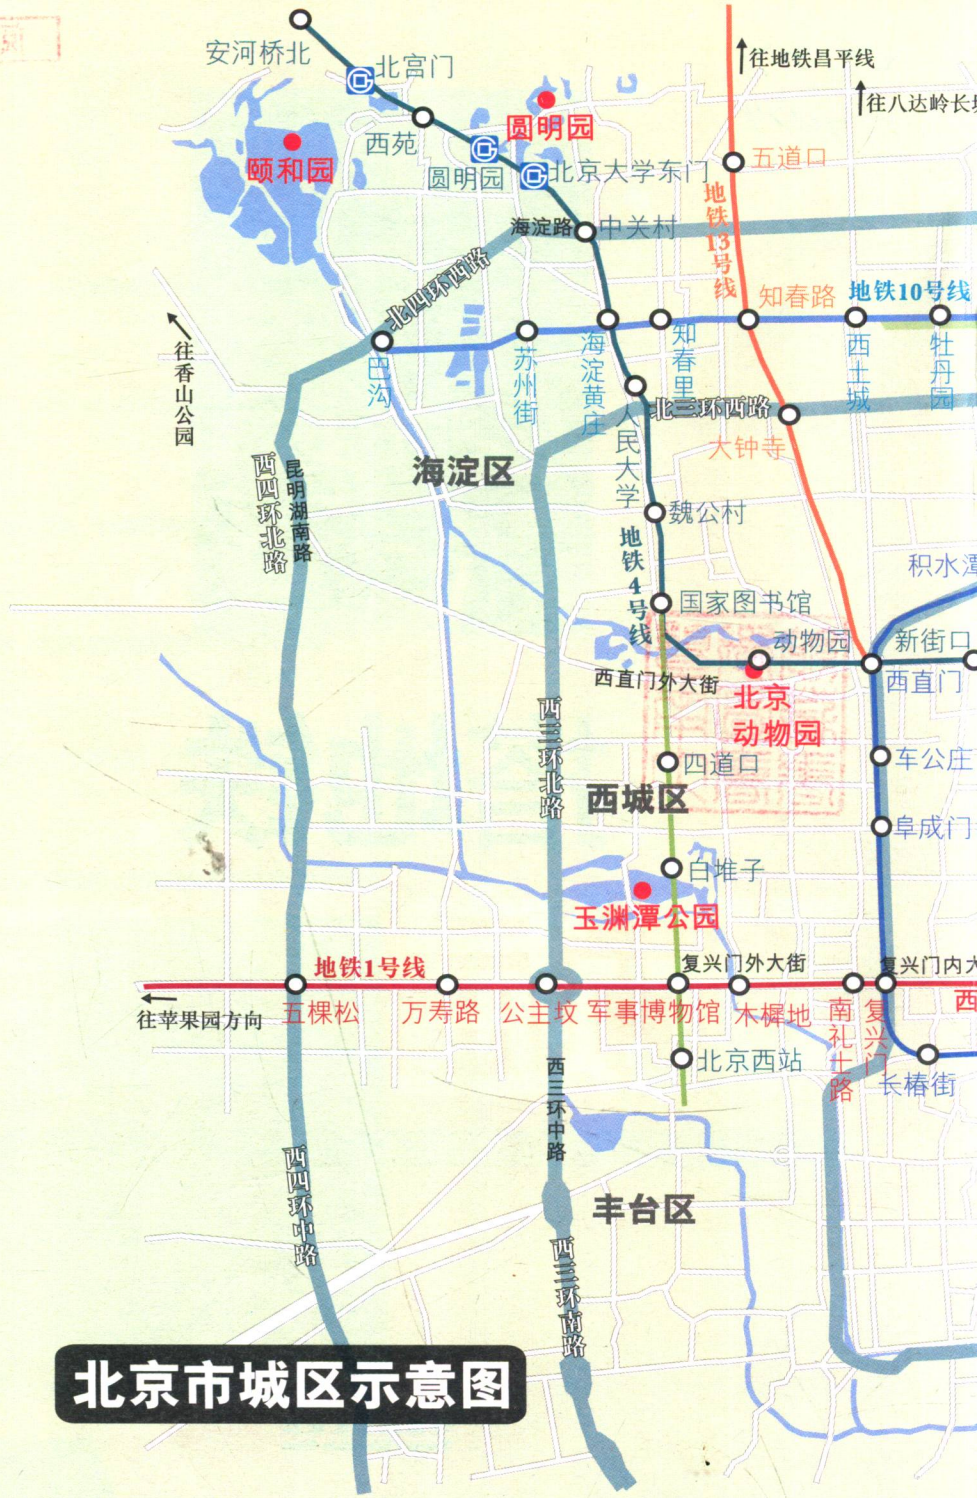 安河桥北
北宫门
往地铁昌平线
往八达岭长
西苑
圆明园
颐和园
圆明园
北京大学东门
五道口
地铁13号线
海淀路
中关村
北四环西路
知春路
地铁10号线
往香山公园
巴沟
苏州街
海淀黄庄
知春里
西土城
牡丹园
北三环西路
人民大学
大钟寺
海淀区
西四环北路
昆明湖南路
魏公村
地铁4号线
积水潭
国家图书馆
动物园
新街口
西直门外大街
西直门
北京
动物园
西三环北路
四道口
车公庄
西城区
阜成门
白堆子
玉渊潭公园
地铁1号线
复兴门外大街
复兴门内大
往苹果园方向
五棵松
万寿路
公主坟
军事博物馆
木樨地
南礼士路
复兴门
西
北京西站
长椿街
西三环中路
西四环中路
丰台区
西三环南路
北京市城区示意图